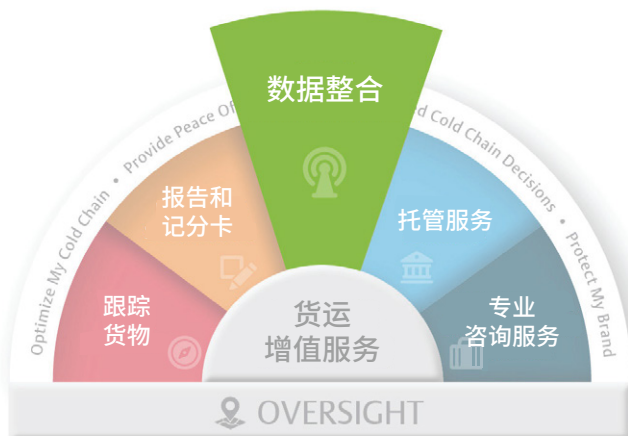 数据整合
Optimize My Cold Chain • Provide Peace Of
Cold Chain Decisions • Protect My Brand
报告和
记分卡
托管服务
跟踪
货物
专业
咨询服务
货运
增值服务
OVERSIGHT